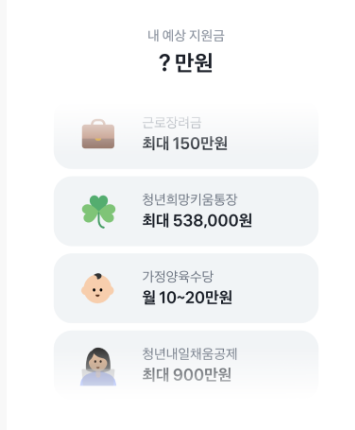 내 예상 지원금
? 만원
근로장려금
최대 150만원
청년희망키움통장
최대 538,000원
가정양육수당
월 10~20만원
청년내일채움공제
최대 900만원